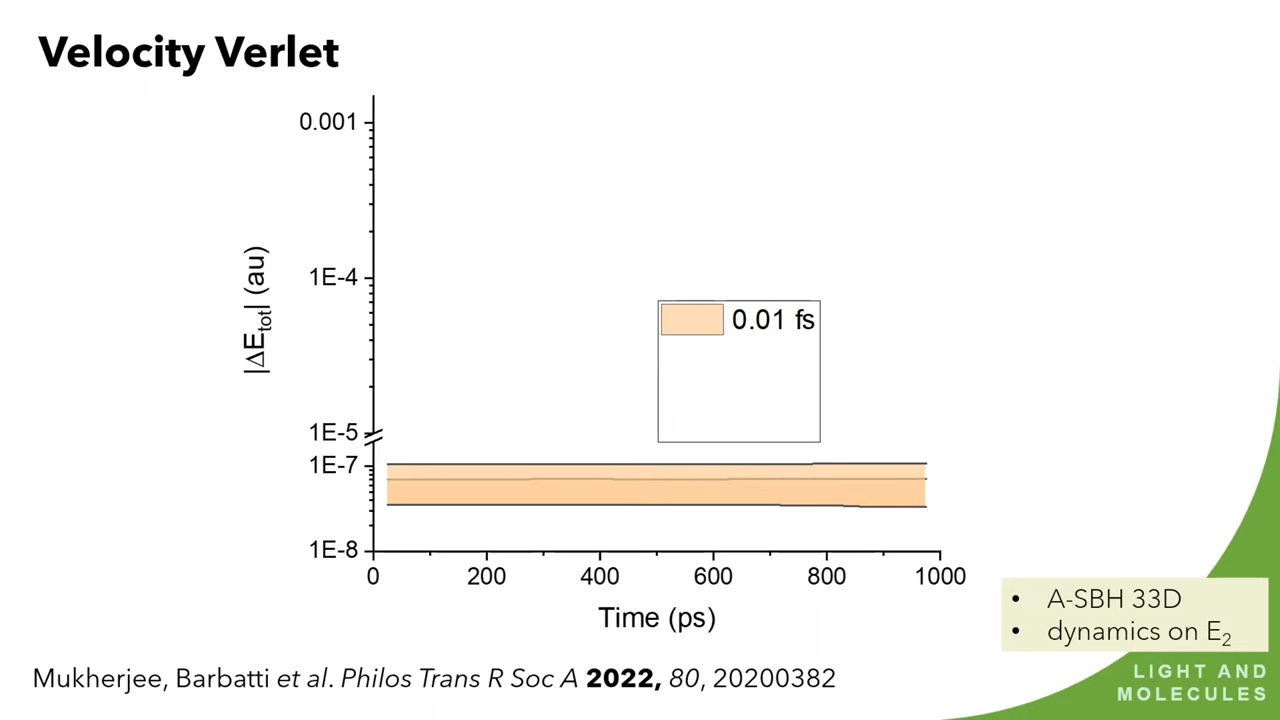 Velocity Verlet
0.001
1E-4
1E-5
1E-7
1E-8
|ΔEtot| (au)
0.01 fs
0 200 400 600 800 1000
Time (ps)
• A-SBH 33D
• dynamics on E2
Mukherjee, Barbatti et al. Philos Trans R Soc A 2022, 80, 20200382
LIGHT AND
MOLECULES